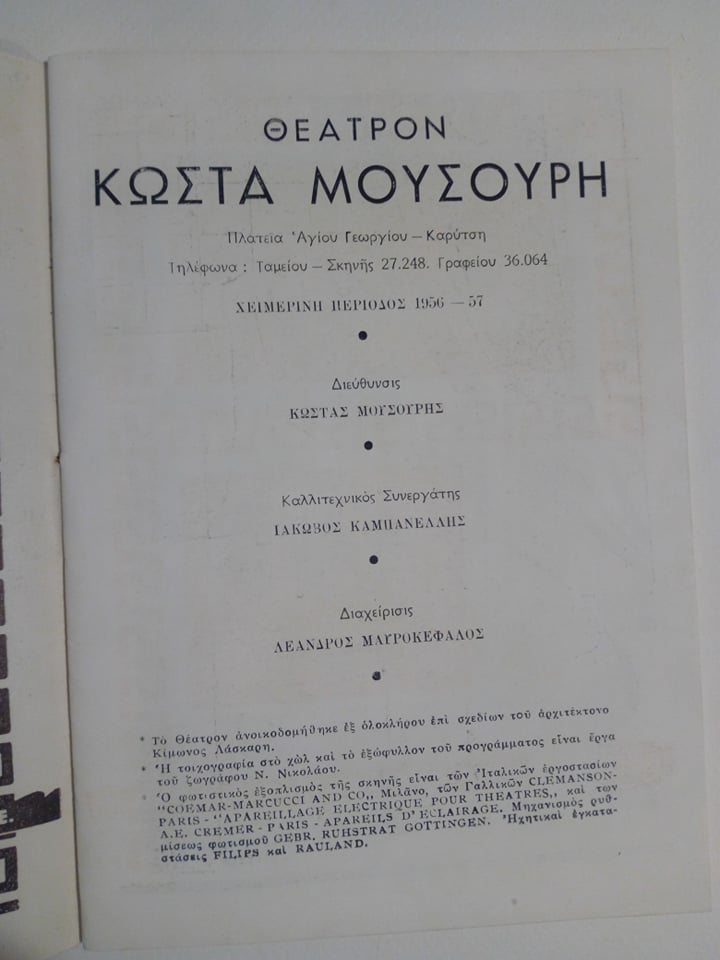 ΘΕΑΤΡΟΝ
ΚΩΣΤΑ ΜΟΥΣΟΥΡΗ
Πλατεῖα Ἁγίου Γεωργίου — Καρύτση
Τηλέφωνα : Ταμείου — Σκηνῆς 27.248. Γραφείου 36.064
ΧΕΙΜΕΡΙΝΗ ΠΕΡΙΟΔΟΣ 1956 — 57
Διεύθυνσις
ΚΩΣΤΑΣ ΜΟΥΣΟΥΡΗΣ
Καλλιτεχνικὸς Συνεργάτης
ΙΑΚΩΒΟΣ ΚΑΜΠΑΝΕΛΛΗΣ
Διαχείρισις
ΛΕΑΝΔΡΟΣ ΜΑΥΡΟΚΕΦΑΛΟΣ
* Τὸ Θέατρον ἀνοικοδομήθηκε ἐξ ὁλοκλήρου ἐπὶ σχεδίων τοῦ ἀρχιτέκτονο
Κίμωνος Λάσκαρη.
* Ἡ τοιχογραφία στὸ χὼλ καὶ τὸ ἐξώφυλλον τοῦ προγράμματος εἶναι ἔργα
τοῦ ζωγράφου Ν. Νικολάου.
* Ὁ φωτιστικὸς ἐξοπλισμὸς τῆς σκηνῆς εἶναι τῶν Ἰταλικῶν ἐργοστασίων
"COEMAR-MARCUCCI AND CO,, Μιλάνο, τῶν Γαλλικῶν CLEMANSON-
PARIS - "APAREILLAGE ELECTRIQUE POUR THEATRES,, καὶ των
A.E. CREMER - PARIS - APAREILS D' ECLAIRAGE. Μηχανισμὸς ρυθ-
μίσεως φωτισμοῦ GEBR. RUHSTRAT GOTTINGEN. Ἠχητικαὶ ἐγκατα-
στάσεις FILIPS καὶ RAULAND.